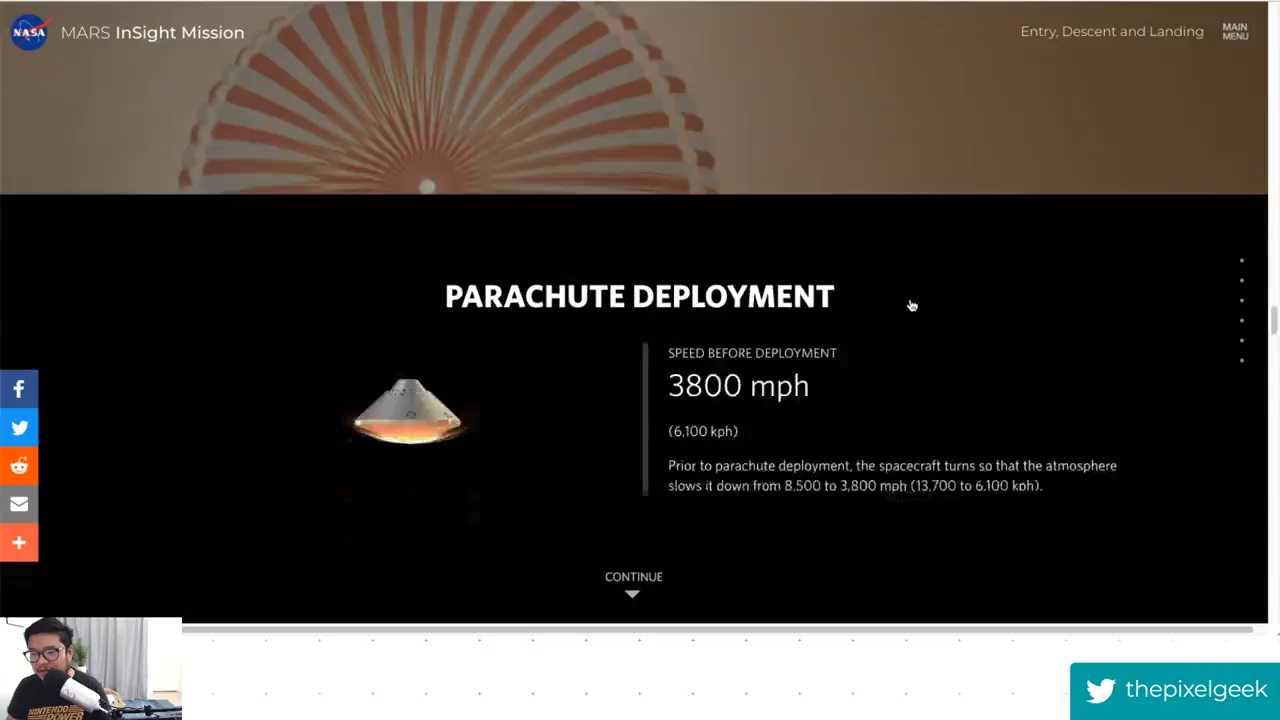 NASA
MARS InSight Mission
Entry, Descent and Landing
MAIN
MENU
PARACHUTE DEPLOYMENT
SPEED BEFORE DEPLOYMENT
3800 mph
(6,100 kph)
Prior to parachute deployment, the spacecraft turns so that the atmosphere
slows it down from 8,500 to 3,800 mph (13,700 to 6,100 kph).
CONTINUE
NINTENDO
POWER
thepixelgeek